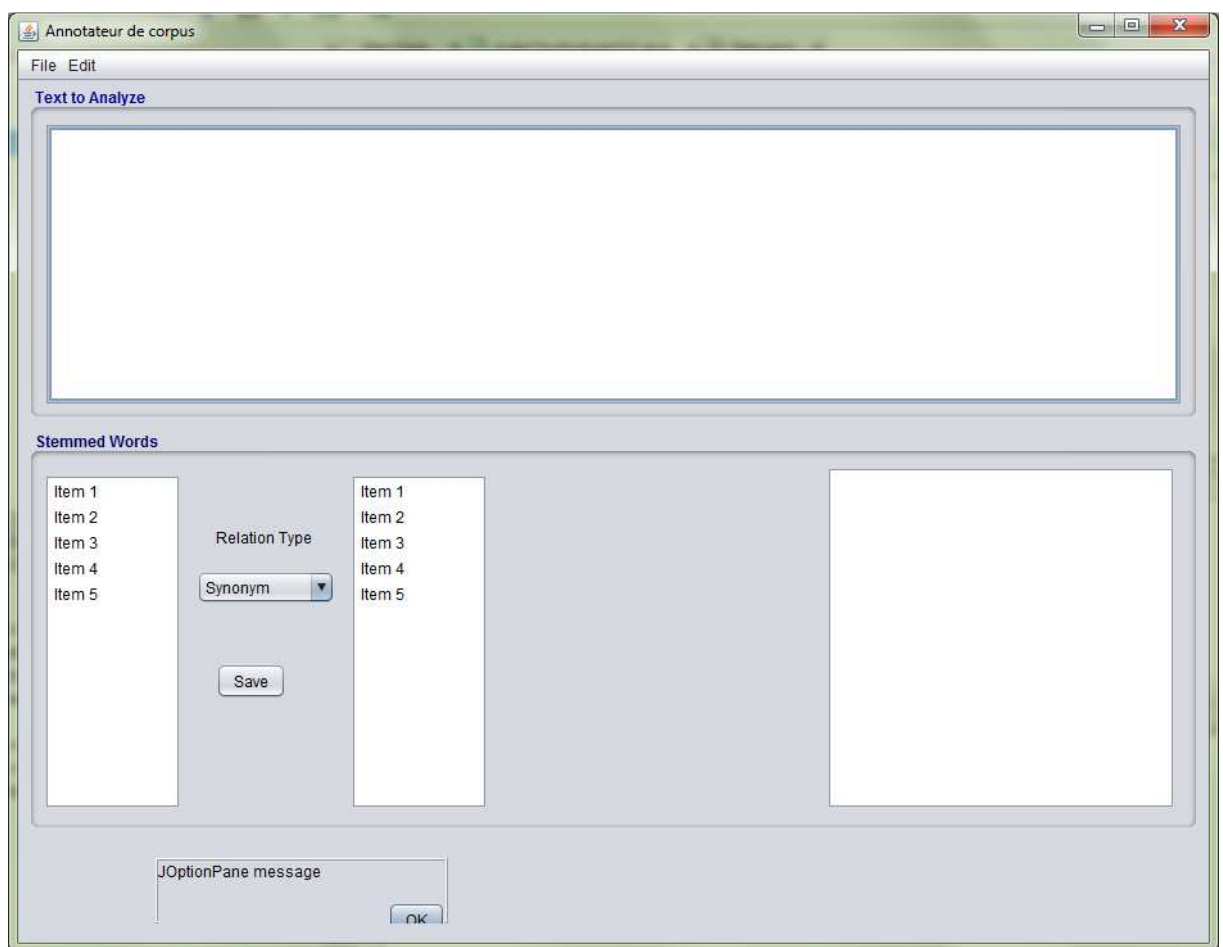 Annotateur de corpus
File Edit
Text to Analyze
Stemmed Words
Item 1
Item 2
Item 3
Item 4
Item 5
Relation Type
Synonym
Save
Item 1
Item 2
Item 3
Item 4
Item 5
JOptionPane message
OK